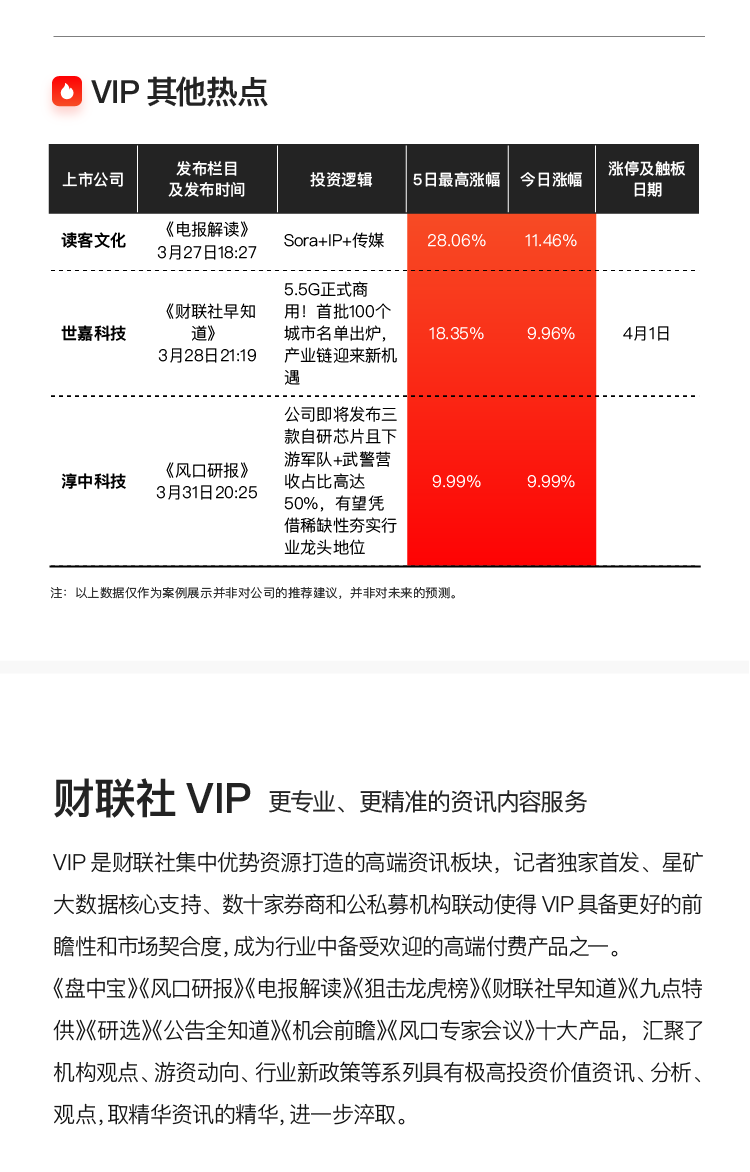 VIP 其他热点
上市公司
发布栏目
及发布时间
投资逻辑
5日最高涨幅
今日涨幅
涨停及触板
日期
读客文化
《电报解读》
3月27日18:27
Sora+IP+传媒
28.06%
11.46%
世嘉科技
《财联社早知
道》
3月28日21:19
5.5G正式商
用！首批100个
城市名单出炉，
产业链迎来新机
遇
18.35%
9.96%
4月1日
淳中科技
《风口研报》
3月31日20:25
公司即将发布三
款自研芯片且下
游军队+武警营
收占比高达
50%，有望凭
借稀缺性夯实行
业龙头地位
9.99%
9.99%
注：以上数据仅作为案例展示并非对公司的推荐建议，并非对未来的预测。
财联社 VIP 更专业、更精准的资讯内容服务
VIP 是财联社集中优势资源打造的高端资讯板块，记者独家首发、星矿
大数据核心支持、数十家券商和公私募机构联动使得 VIP 具备更好的前
瞻性和市场契合度，成为行业中备受欢迎的高端付费产品之一。
《盘中宝》《风口研报》《电报解读》《狙击龙虎榜》《财联社早知道》《九点特
供》《研选》《公告全知道》《机会前瞻》《风口专家会议》十大产品，汇聚了
机构观点、游资动向、行业新政策等系列具有极高投资价值资讯、分析、
观点，取精华资讯的精华，进一步淬取。